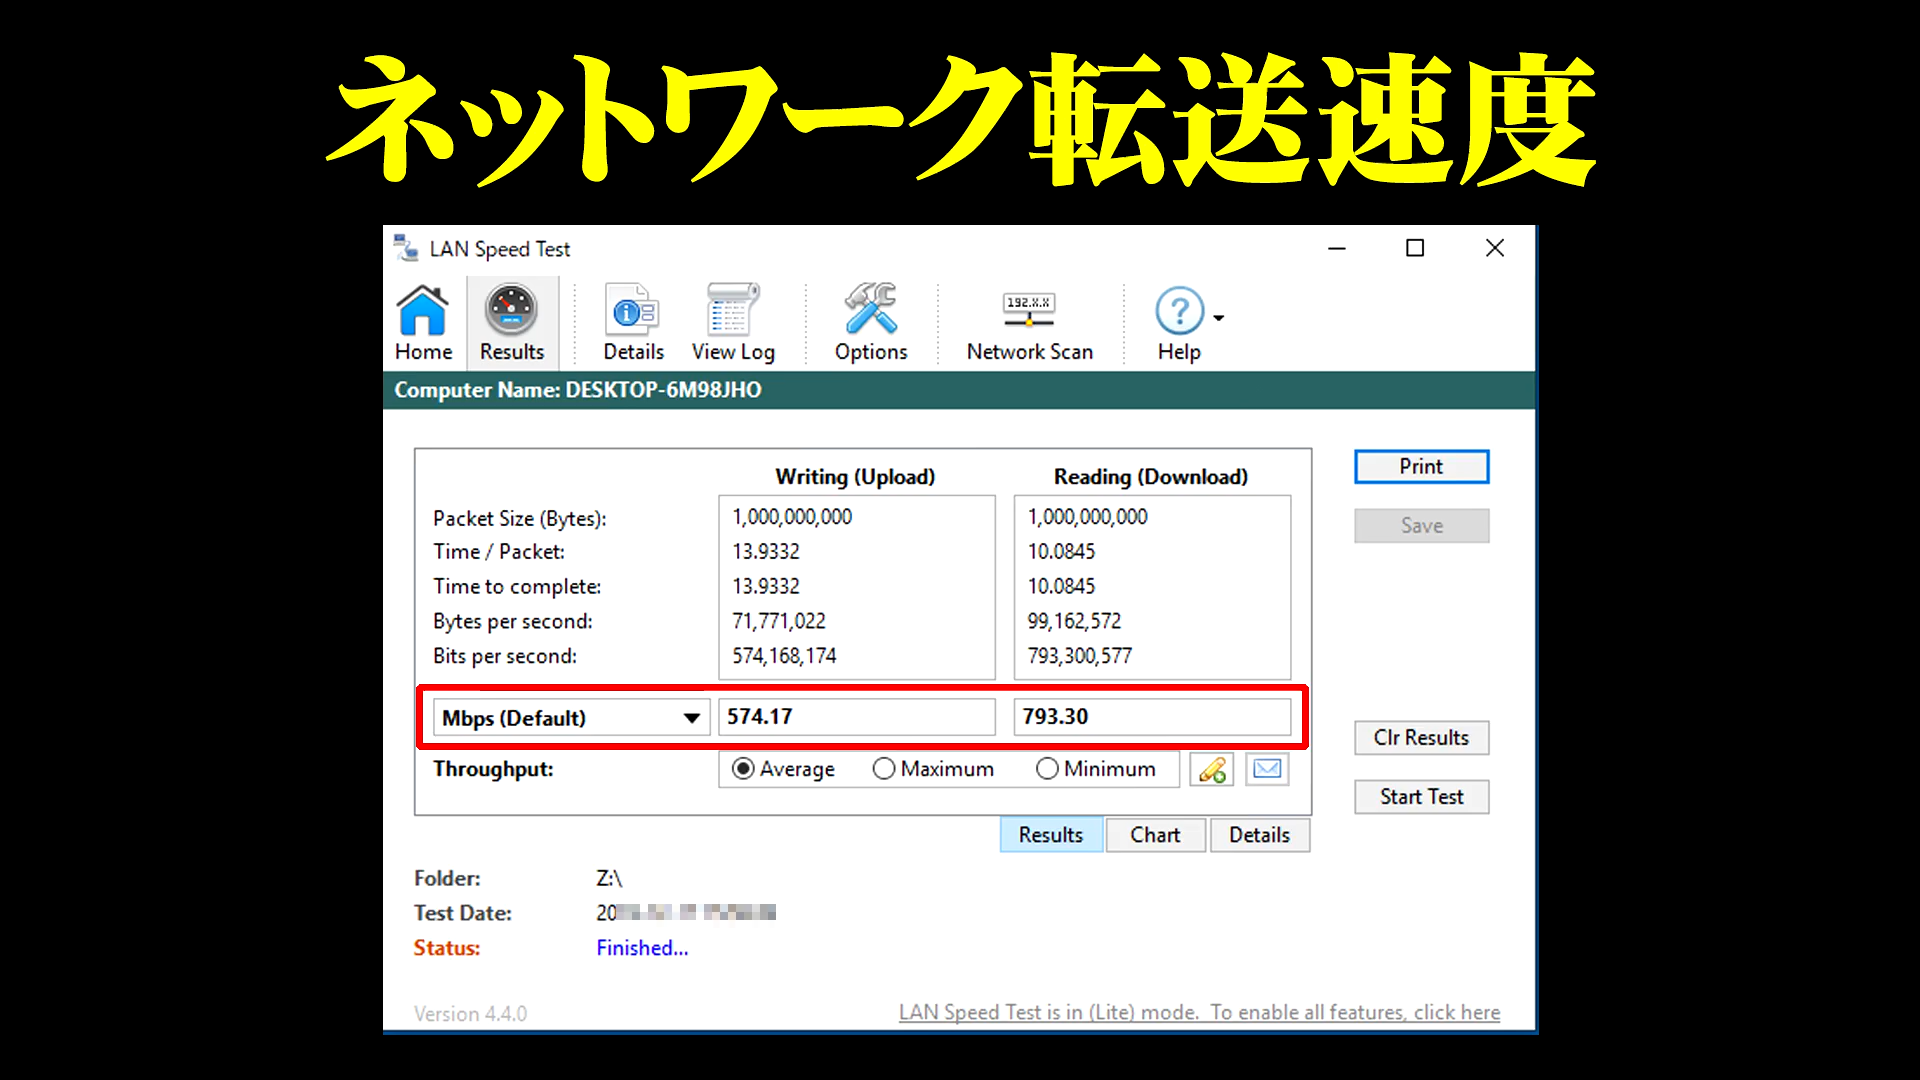 ネットワーク転送速度
LAN Speed Test
Home Results Details View Log Options 192.X.X Network Scan ? Help
Computer Name: DESKTOP-6M98JHO
Writing (Upload) Reading (Download)
Packet Size (Bytes): 1,000,000,000 1,000,000,000
Time / Packet: 13.9332 10.0845
Time to complete: 13.9332 10.0845
Bytes per second: 71,771,022 99,162,572
Bits per second: 574,168,174 793,300,577
Mbps (Default) 574.17 793.30
Throughput: Average Maximum Minimum
Print
Save
Clr Results
Start Test
Results Chart Details
Folder: Z:\
Test Date: 20
Status: Finished...
Version 4.4.0
LAN Speed Test is in (Lite) mode. To enable all features, click here